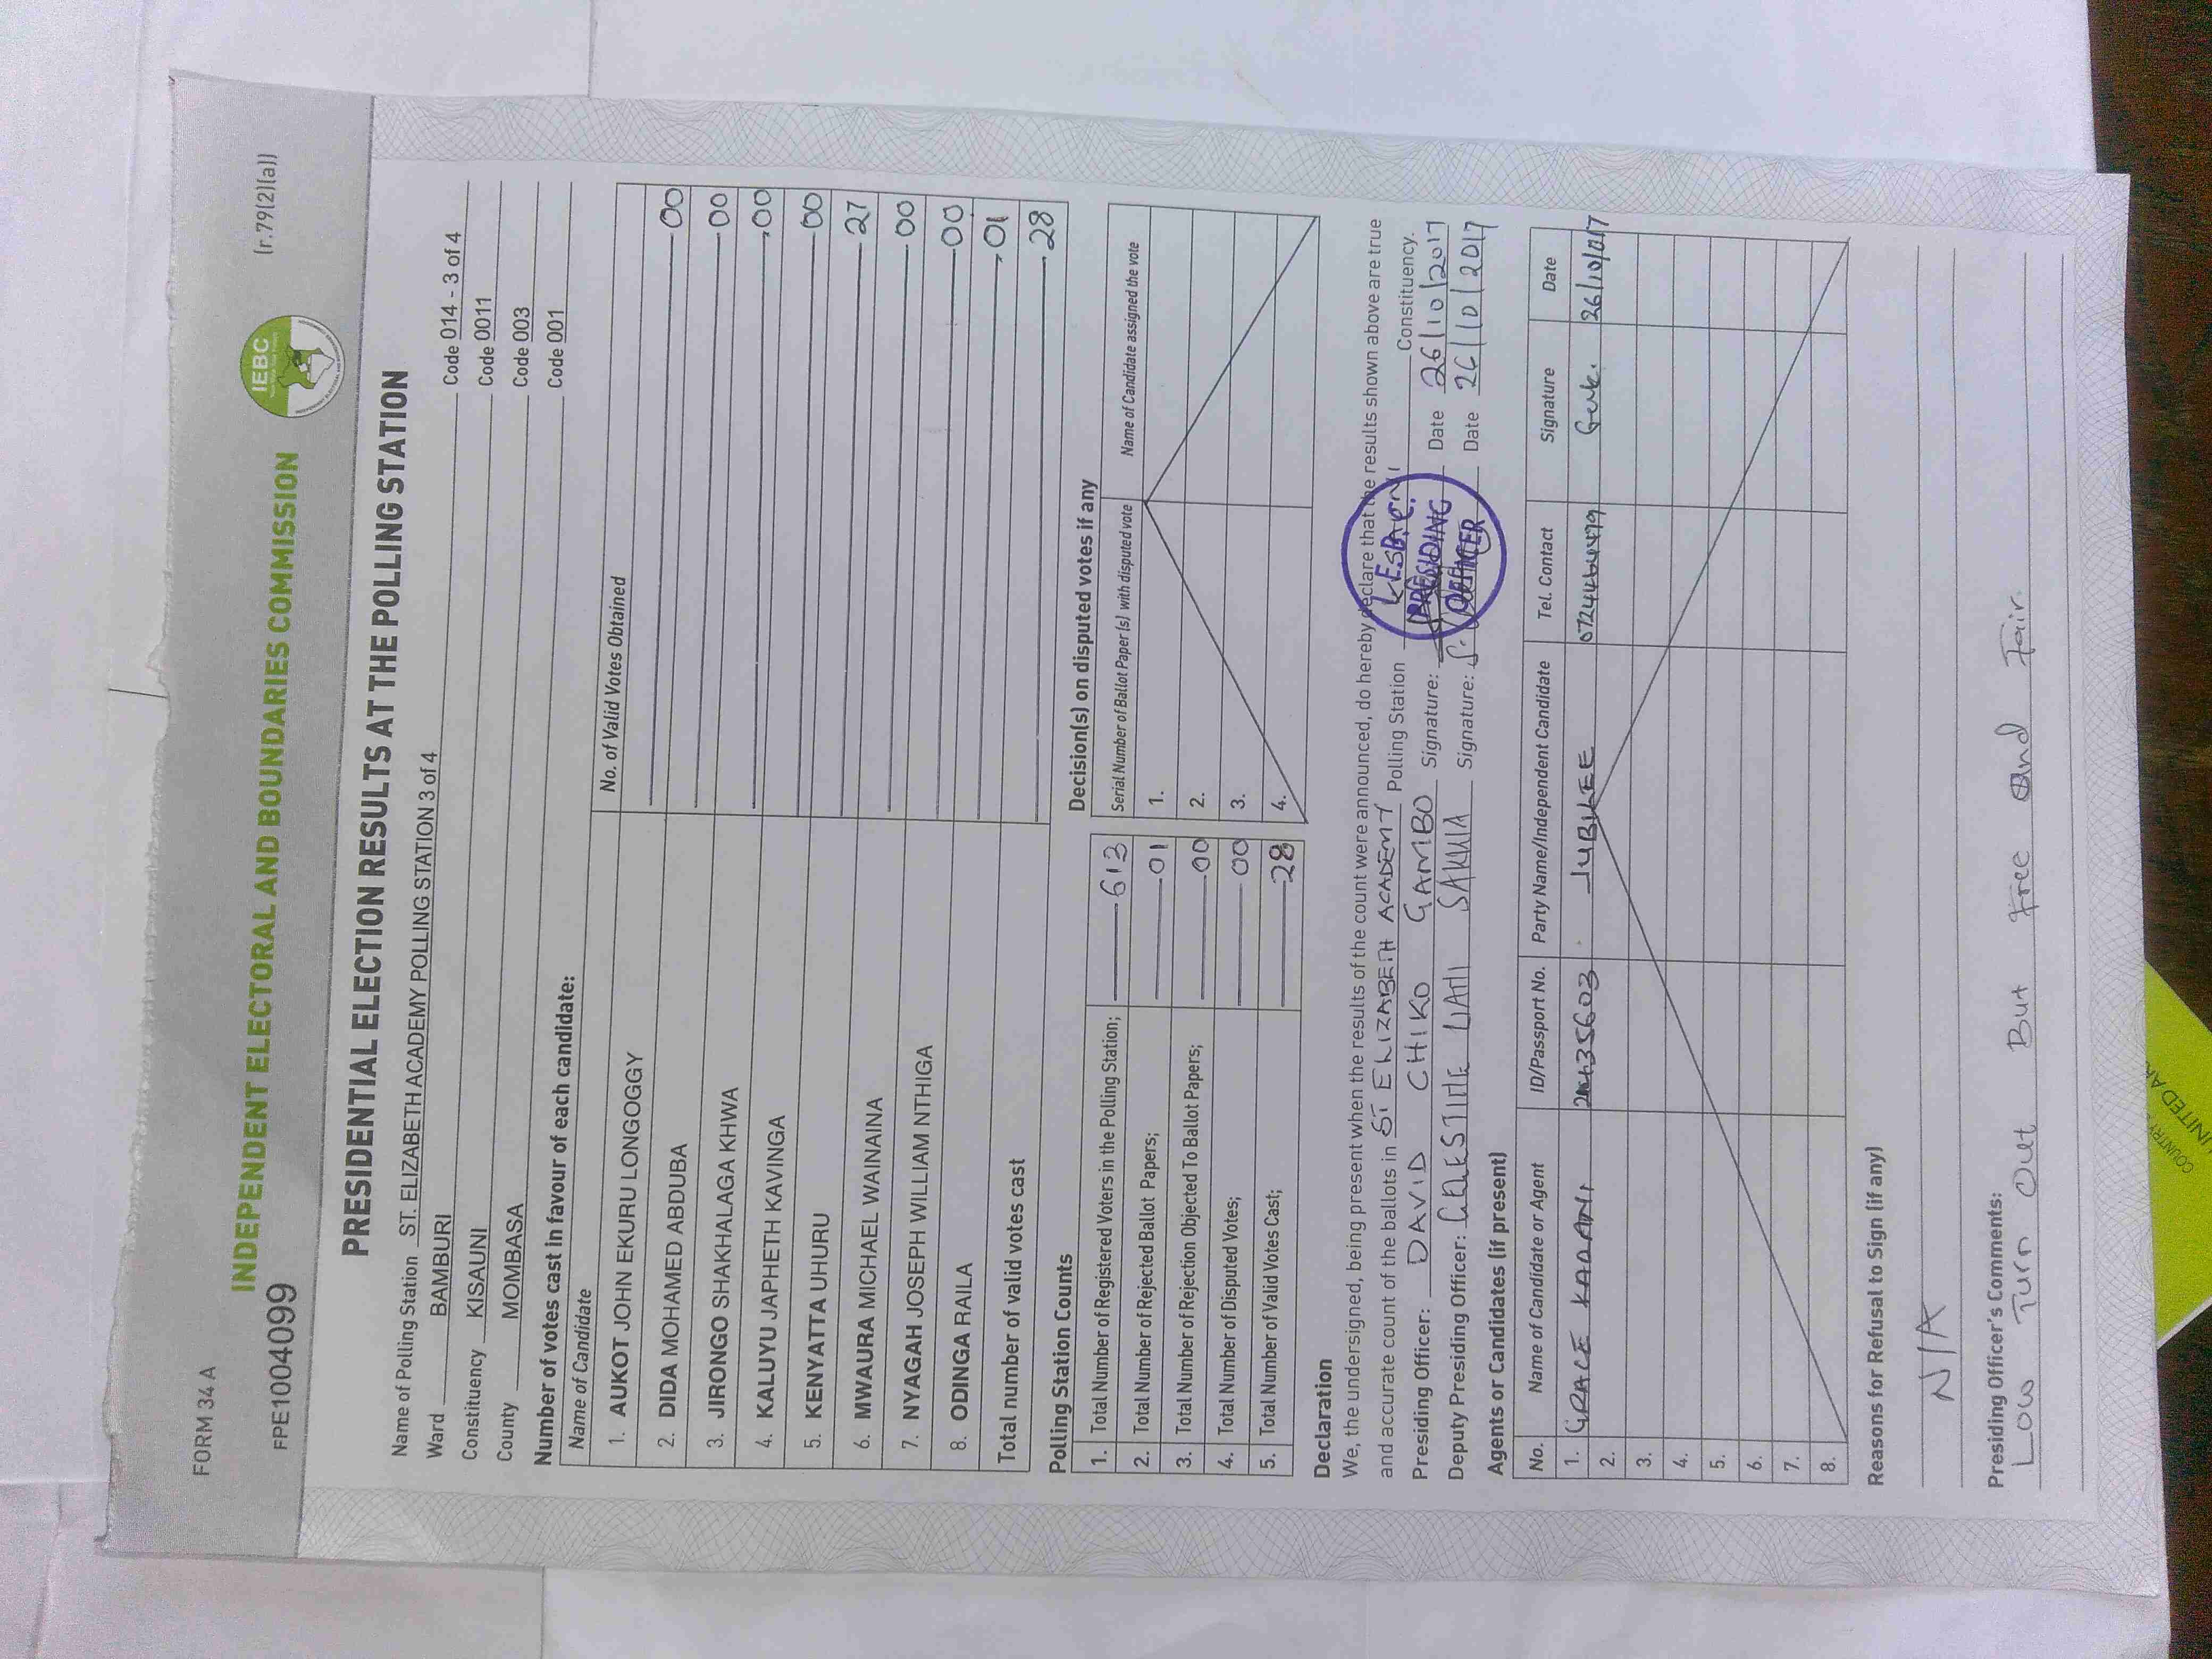 FORM 34 A
(r.79(2)(a))
INDEPENDENT ELECTORAL AND BOUNDARIES COMMISSION
IEBC
FPE1004099
PRESIDENTIAL ELECTION RESULTS AT THE POLLING STATION
Name of Polling Station ST. ELIZABETH ACADEMY POLLING STATION 3 of 4 Code 014 - 3 of 4
Ward BAMBURI Code 0011
Constituency KISAUNI Code 003
County MOMBASA Code 001
Number of votes cast in favour of each candidate:
Name of Candidate No. of Valid Votes Obtained
1. AUKOT JOHN EKURU LONGOGGY 00
2. DIDA MOHAMED ABDUBA 00
3. JIRONGO SHAKHALAGA KHWA 00
4. KALUYU JAPHETH KAVINGA 00
5. KENYATTA UHURU 27
6. MWAURA MICHAEL WAINAINA 00
7. NYAGAH JOSEPH WILLIAM NTHIGA 00
8. ODINGA RAILA 01
Total number of valid votes cast 28
Polling Station Counts
1. Total Number of Registered Voters in the Polling Station; 613
2. Total Number of Rejected Ballot Papers; 01
3. Total Number of Rejection Objected To Ballot Papers; 00
4. Total Number of Disputed Votes; 00
5. Total Number of Valid Votes Cast; 28
Decision(s) on disputed votes if any
Serial Number of Ballot Paper(s) with disputed vote Name of Candidate assigned the vote
1.
2.
3.
4.
Declaration
We, the undersigned, being present when the results of the count were announced, do hereby declare that the results shown above are true
and accurate count of the ballots in ST ELIZABETH ACADEMY Polling Station Constituency.
Presiding Officer: DAVID CHIKO GAMBO Signature: Date 26/10/2017
Deputy Presiding Officer: Signature: Date 26/10/2017
PRESIDING
OFFICER
Agents or Candidates (if present)
No. Name of Candidate or Agent ID/Passport No. Party Name/Independent Candidate Tel. Contact Signature Date
1. GRACE JUBILEE 26/10/017
2.
3.
4.
5.
6.
7.
8.
Reasons for Refusal to Sign (if any)
N/A
Presiding Officer's Comments:
Low Turn Out But Free and Fair.